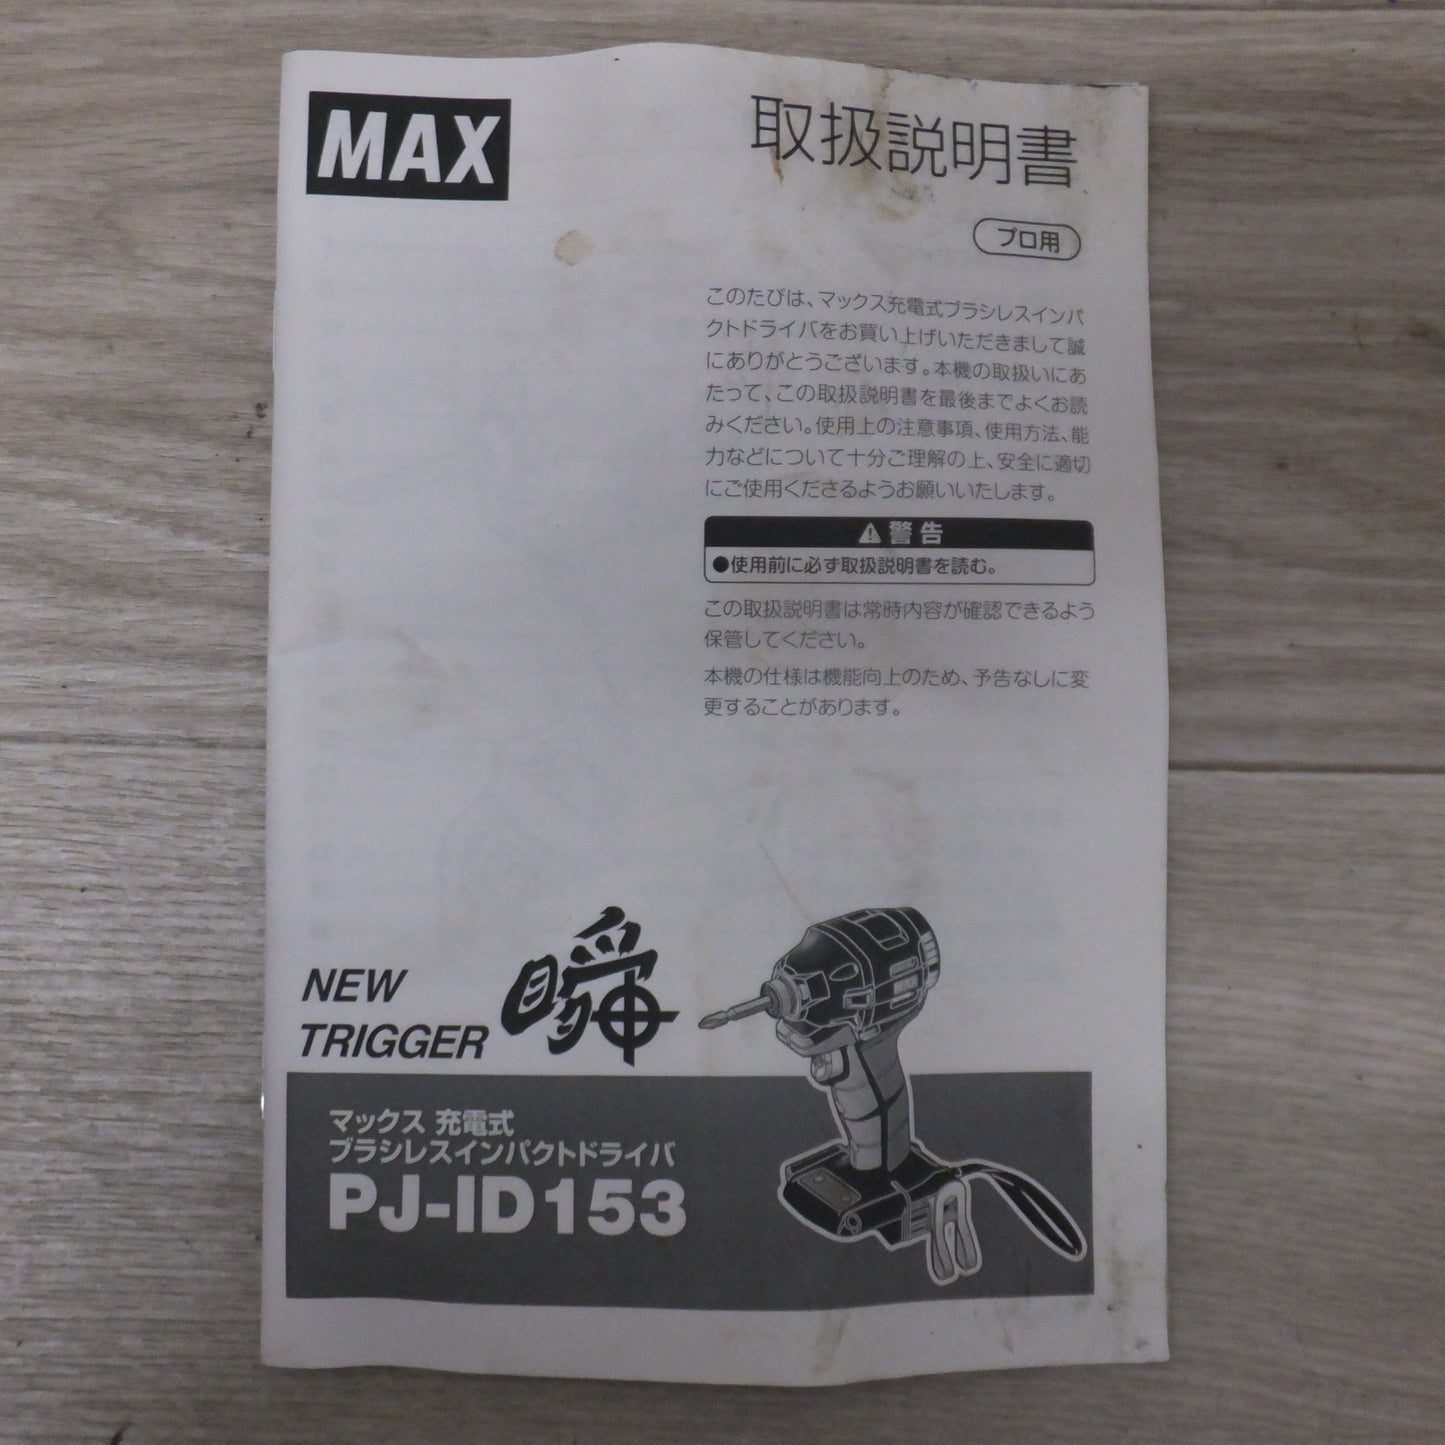 MAX
取扱説明書
プロ用
このたびは、マックス充電式ブラシレスインパ
クトドライバをお買い上げいただきまして誠
にありがとうございます。本機の取扱いにあ
たって、この取扱説明書を最後までよくお読
みください。使用上の注意事項、使用方法、能
力などについて十分ご理解の上、安全に適切
にご使用くださるようお願いいたします。
警告
●使用前に必ず取扱説明書を読む。
この取扱説明書は常時内容が確認できるよう
保管してください。
本機の仕様は機能向上のため、予告なしに変
更することがあります。
NEW
TRIGGER
瞬
マックス 充電式
ブラシレスインパクトドライバ
PJ-ID153